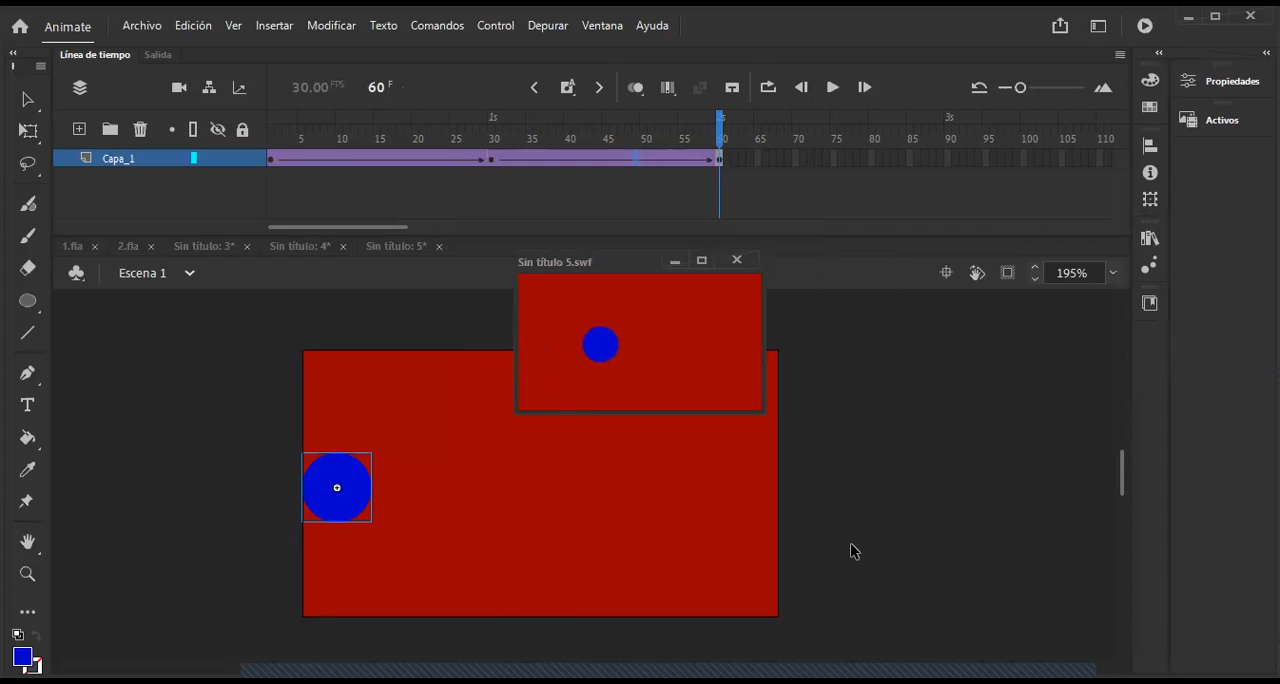 Animate Archivo Edición Ver Insertar Modificar Texto Comandos Control Depurar Ventana Ayuda
Línea de tiempo Salida
30.00 FPS 60 F
Propiedades
Activos
1s 3s
5 10 15 20 25 30 35 40 45 50 55 60 65 70 75 80 85 90 95 100 105 110
Capa_1
1.fla 2.fla Sin título: 3* Sin título: 4* Sin título: 5*
Sin título 5.swf
Escena 1 195%